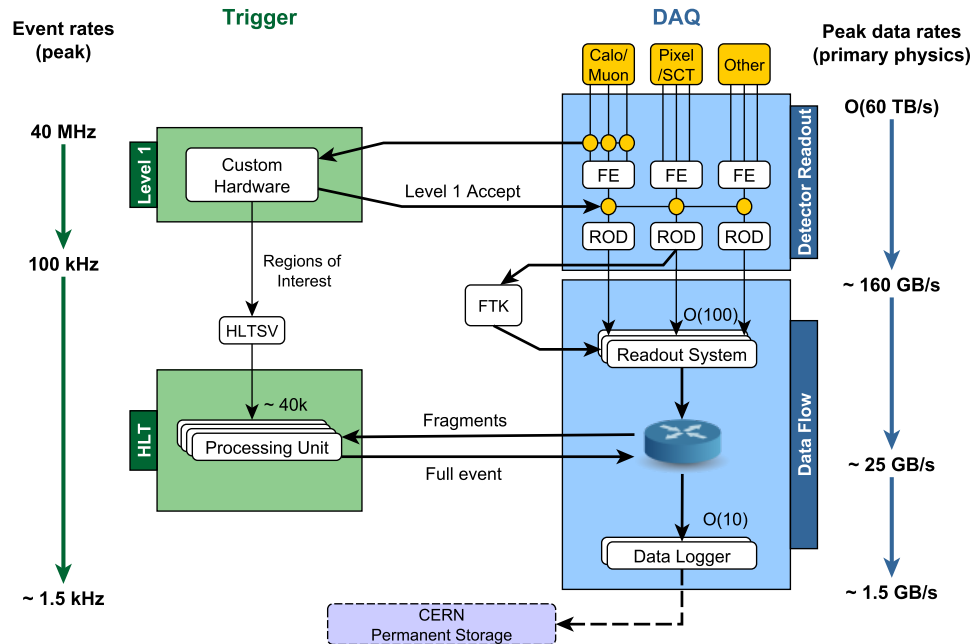 Trigger
DAQ
Event rates
(peak)
Peak data rates
(primary physics)
Calo/
Muon
Pixel
/SCT
Other
40 MHz
O(60 TB/s)
Level 1
Custom
Hardware
FE
FE
FE
Detector Readout
Level 1 Accept
ROD
ROD
ROD
100 kHz
Regions of
Interest
~ 160 GB/s
FTK
HLTSV
O(100)
Readout System
~ 40k
HLT
Processing Unit
Fragments
Full event
Data Flow
~ 25 GB/s
O(10)
Data Logger
~ 1.5 kHz
~ 1.5 GB/s
CERN
Permanent Storage